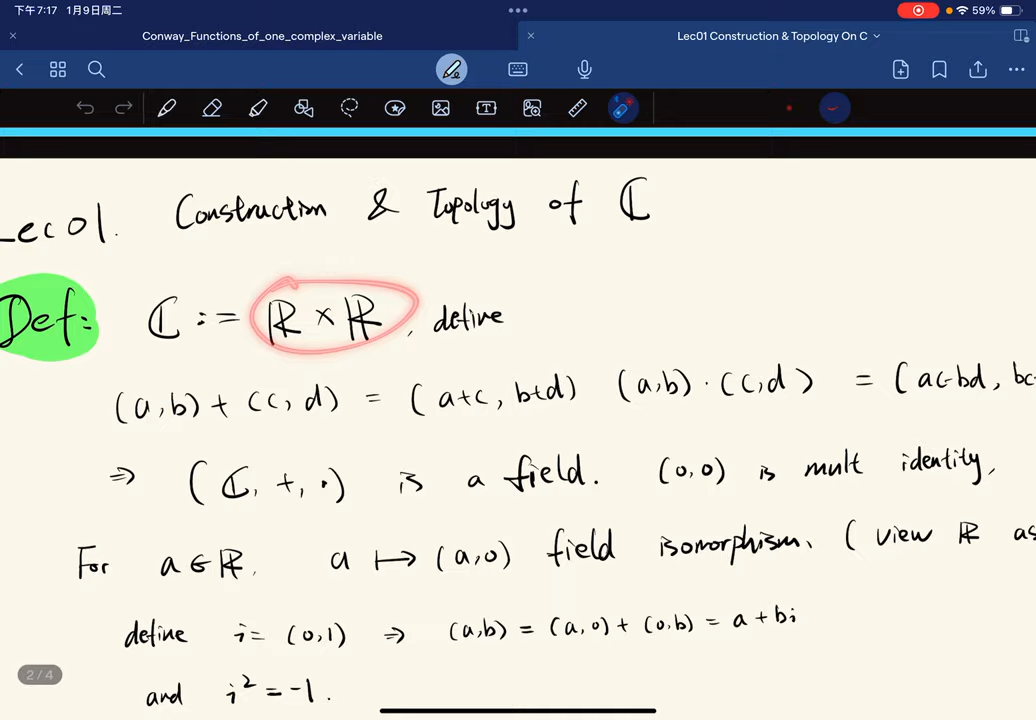 下午7:17 1月9日周二
59%
Conway_Functions_of_one_complex_variable
Lec01 Construction & Topology On C
Lec01. Construction & Topology of ℂ
Def: ℂ := ℝ × ℝ, define
(a,b) + (c,d) = (a+c, b+d) (a,b)·(c,d) = (ac-bd, bc
⇒ (ℂ, +, ·) is a field. (0,0) is mult identity,
For a∈ℝ. a ↦ (a,0) field isomorphism. (view ℝ as
define i = (0,1) ⇒ (a,b) = (a,0) + (0,b) = a + bi
and i² = -1.
2 / 4